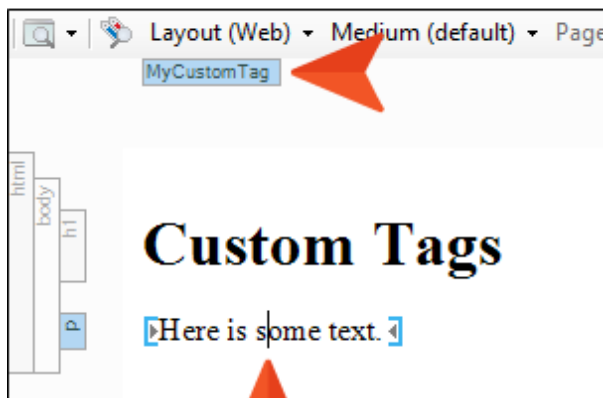 Layout (Web) Medium (default) Page
MyCustomTag
html
body
h1
Custom Tags
p
Here is some text.